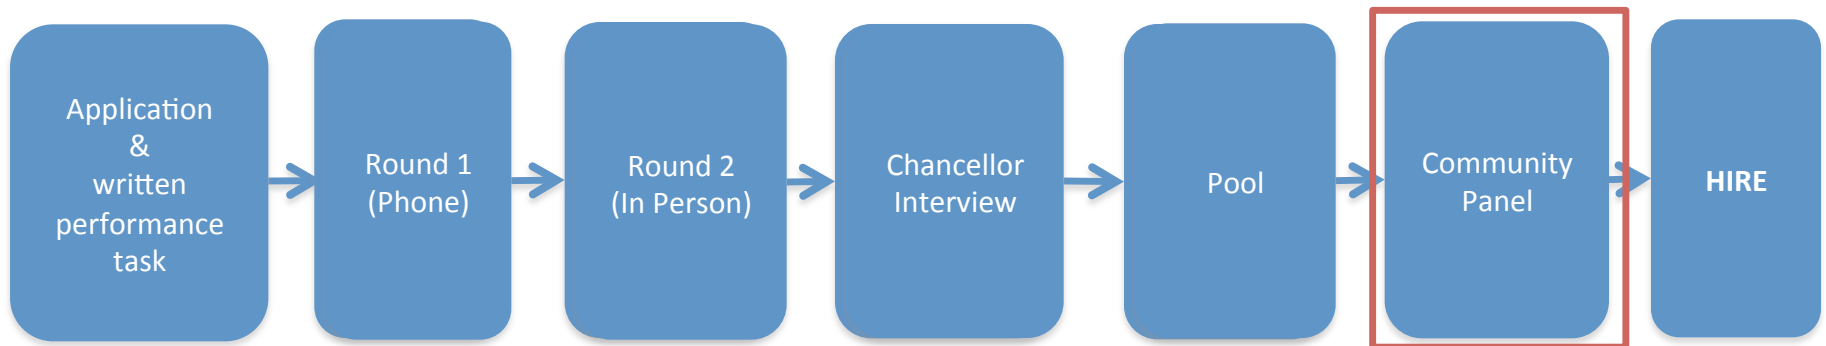 Application
&
written
performance
task
Round 1
(Phone)
Round 2
(In Person)
Chancellor
Interview
Pool
Community
Panel
HIRE